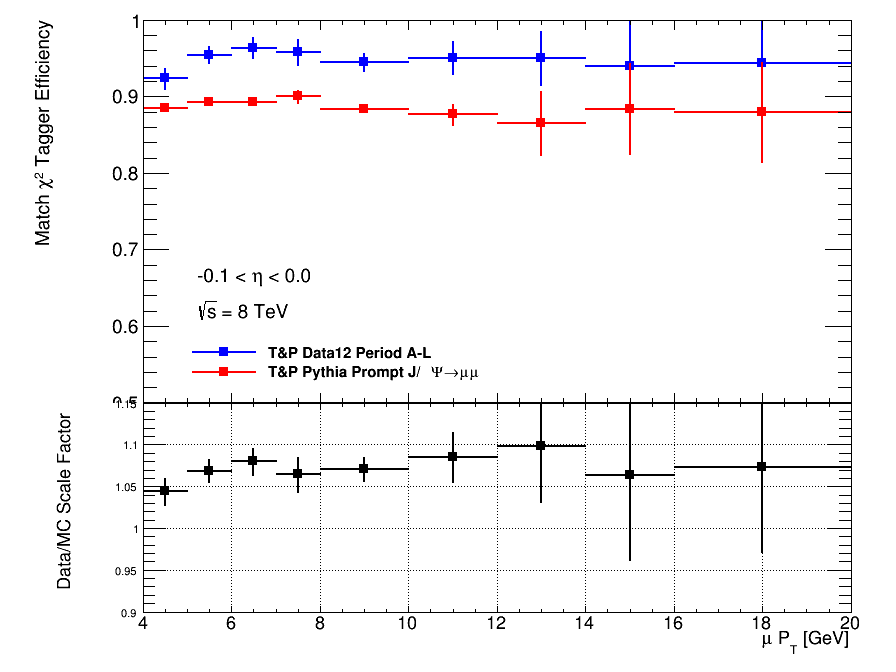 Match χ² Tagger Efficiency
1
0.9
0.8
0.7
0.6
-0.1 < η < 0.0
√s = 8 TeV
T&P Data12 Period A-L
T&P Pythia Prompt J/ Ψ→μμ
Data/MC Scale Factor
1.15
1.1
1.05
1
0.95
0.9
4 6 8 10 12 14 16 18 20
μ P_T [GeV]